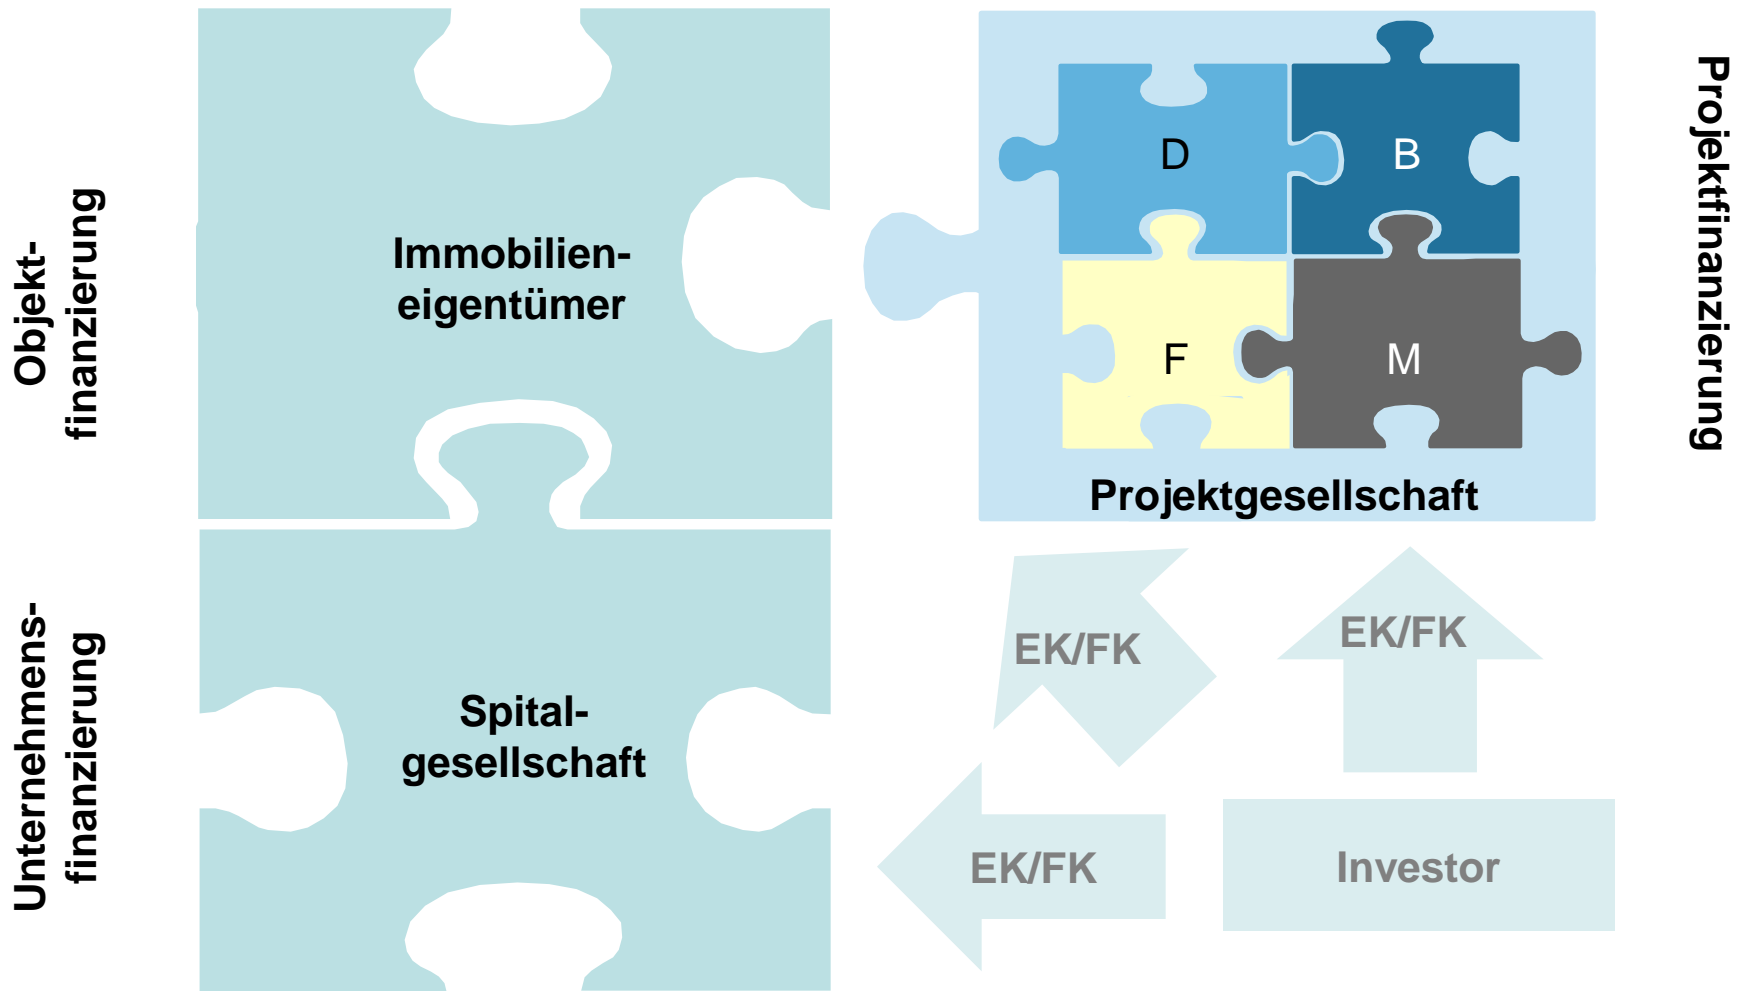 Objekt-
finanzierung
Immobilien-
eigentümer
D
B
F
M
Projektgesellschaft
Projektfinanzierung
Unternehmens-
finanzierung
Spital-
gesellschaft
EK/FK
EK/FK
EK/FK
Investor